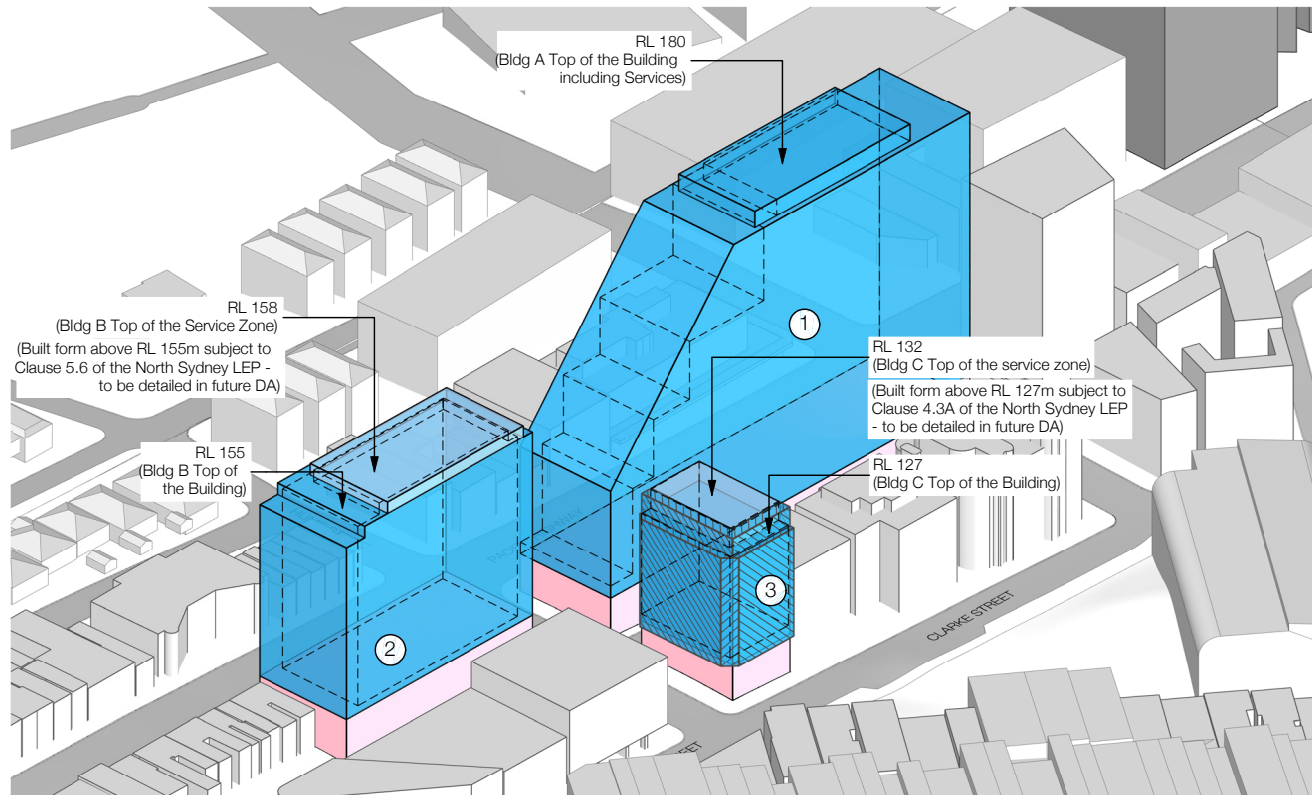 RL 180
(Bldg A Top of the Building
including Services)
RL 158
(Bldg B Top of the Service Zone)
(Built form above RL 155m subject to
Clause 5.6 of the North Sydney LEP -
to be detailed in future DA)
RL 155
(Bldg B Top of
the Building)
1
RL 132
(Bldg C Top of the service zone)
(Built form above RL 127m subject to
Clause 4.3A of the North Sydney LEP
- to be detailed in future DA)
RL 127
(Bldg C Top of the Building)
2
3
CLARKE STREET